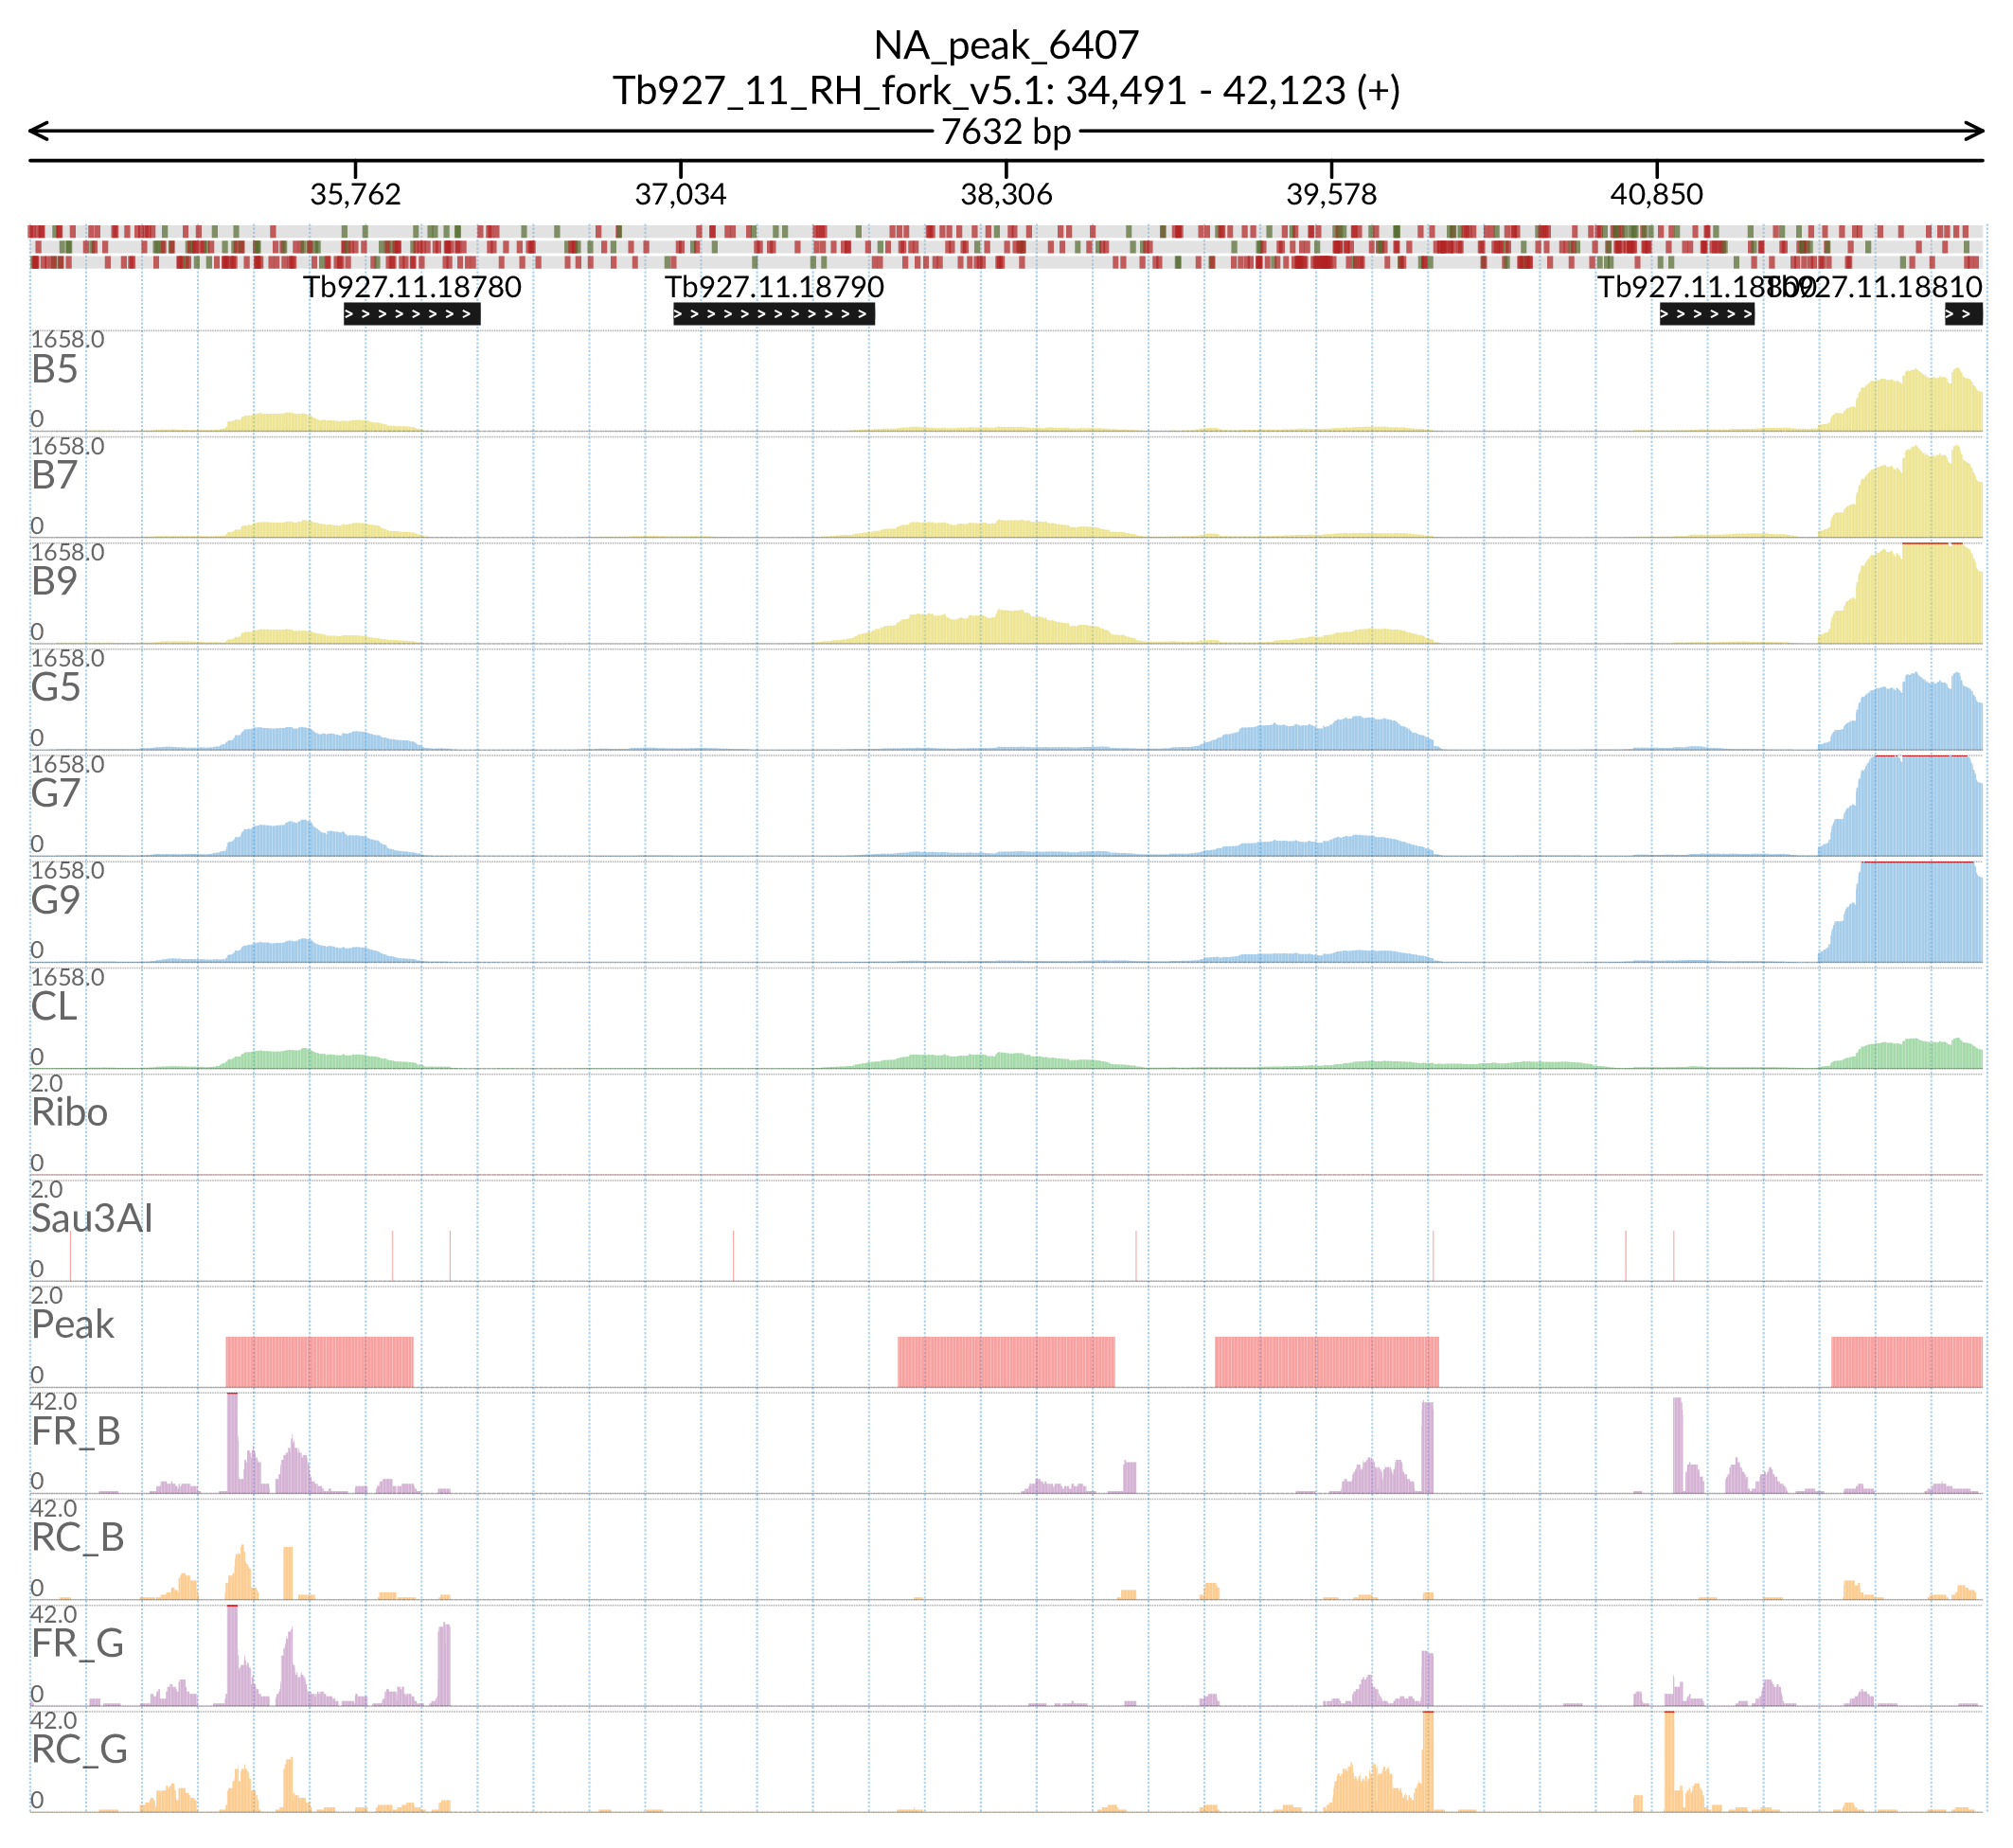 NA_peak_6407
Tb927_11_RH_fork_v5.1: 34,491 - 42,123 (+)
7632 bp
35,762 37,034 38,306 39,578 40,850
Tb927.11.18780 Tb927.11.18790 Tb927.11.18800 Tb927.11.18810
1658.0
B5
0
1658.0
B7
0
1658.0
B9
0
1658.0
G5
0
1658.0
G7
0
1658.0
G9
0
1658.0
CL
0
2.0
Ribo
0
2.0
Sau3AI
0
2.0
Peak
0
42.0
FR_B
0
42.0
RC_B
0
42.0
FR_G
0
42.0
RC_G
0